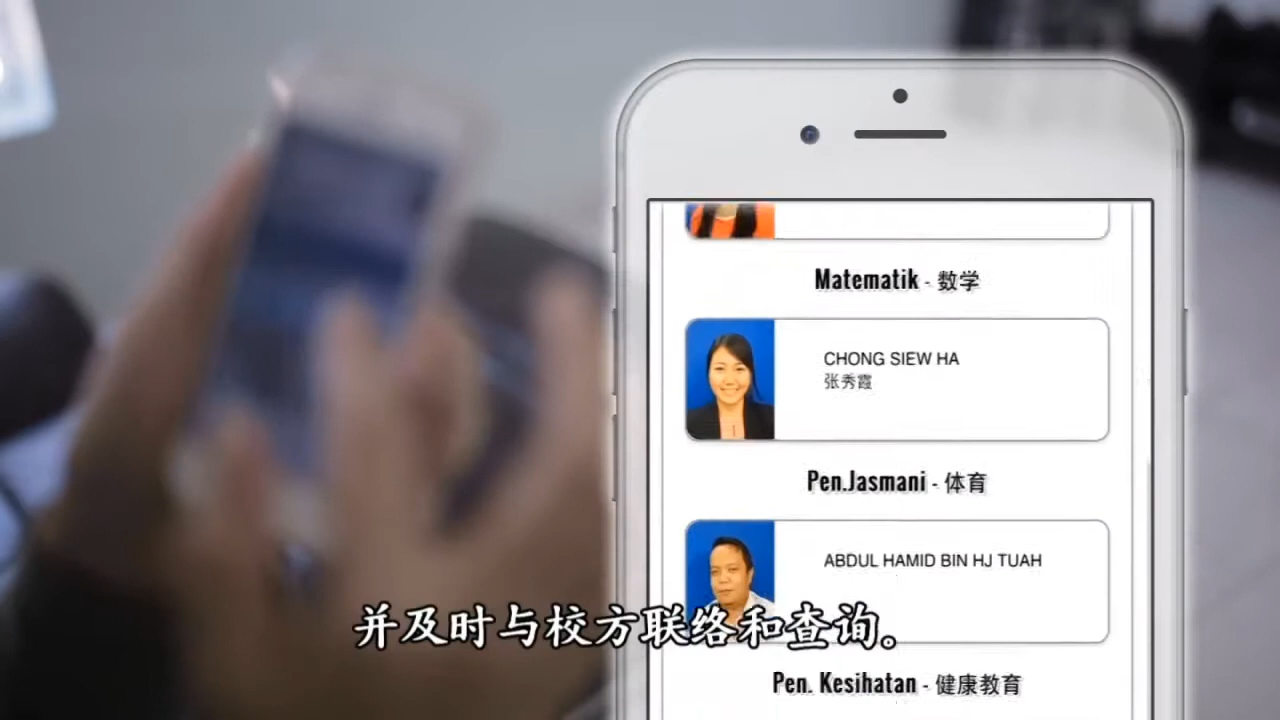 Matematik - 数学
CHONG SIEW HA
张秀霞
Pen.Jasmani - 体育
ABDUL HAMID BIN HJ TUAH
并及时与校方联络和查询。
Pen. Kesihatan - 健康教育